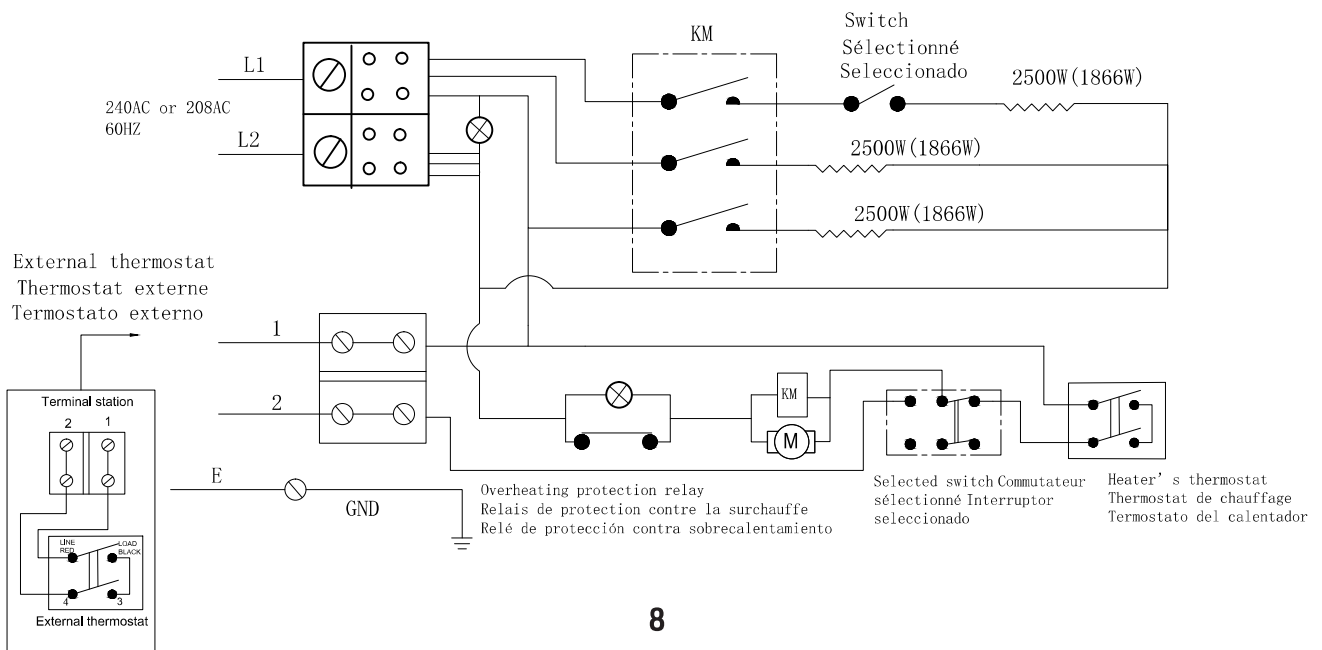 Switch
Sélectionné
Seleccionado
KM
L1
2500W(1866W)
240AC or 208AC
60HZ
L2
2500W(1866W)
2500W(1866W)
External thermostat
Thermostat externe
Termostato externo
1
2
KM
M
E
GND
Overheating protection relay
Relais de protection contre la surchauffe
Relé de protección contra sobrecalentamiento
Selected switch Commutateur
sélectionné Interruptor
seleccionado
Heater's thermostat
Thermostat de chauffage
Termostato del calentador
Terminal station
2 1
LINE
RED
LOAD
BLACK
4 3
External thermostat
8